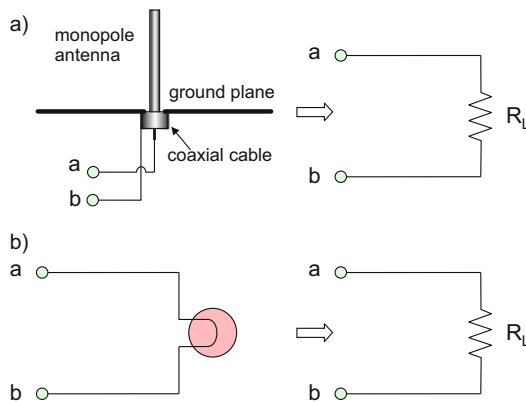 a)
monopole
antenna
ground plane
coaxial cable
a
b
a
b
R_L
b)
a
b
a
b
R_L